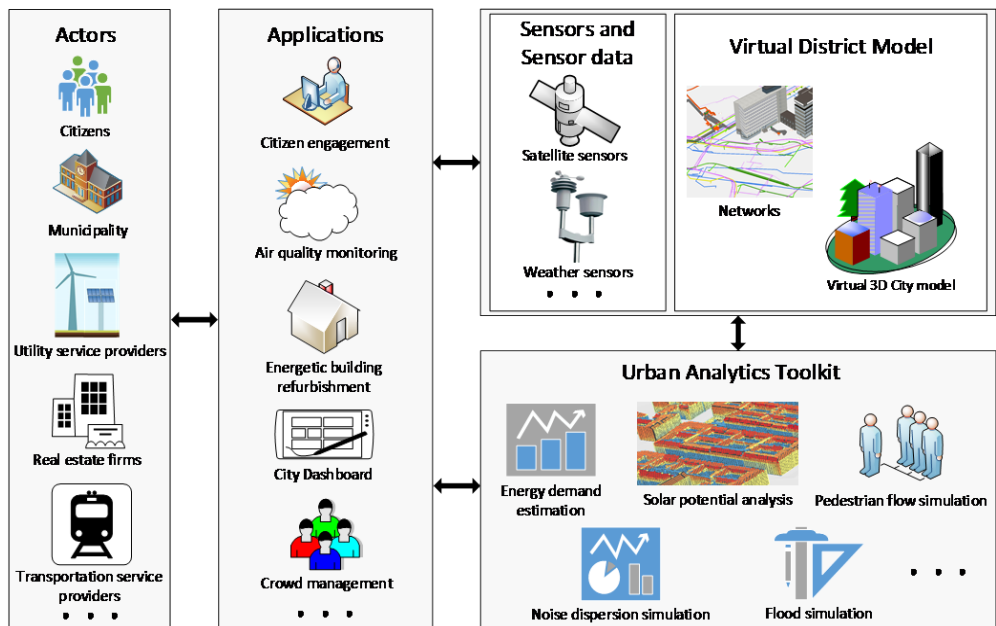 Actors
Citizens
Municipality
Utility service providers
Real estate firms
Transportation service
providers
• • •
Applications
Citizen engagement
Air quality monitoring
Energetic building
refurbishment
City Dashboard
Crowd management
• • •
Sensors and
Sensor data
Satellite sensors
Weather sensors
• • •
Virtual District Model
Networks
Virtual 3D City model
Urban Analytics Toolkit
Energy demand
estimation
Solar potential analysis
Pedestrian flow simulation
Noise dispersion simulation
Flood simulation
• • •